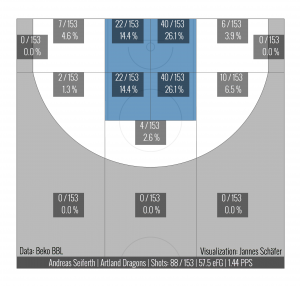 7 / 153 22 / 153 40 / 153 6 / 153
4.6 % 14.4 % 26.1 % 3.9 %
0 / 153 0 / 153
0.0 % 0.0 %
2 / 153 22 / 153 40 / 153 10 / 153
1.3 % 14.4 % 26.1 % 6.5 %
4 / 153
2.6 %
0 / 153 0 / 153 0 / 153
0.0 % 0.0 % 0.0 %
Data: Beko BBL Visualization: Jannes Schäfer
Andreas Seiferth | Artland Dragons | Shots: 88 / 153 | 57.5 eFG | 1.44 PPS